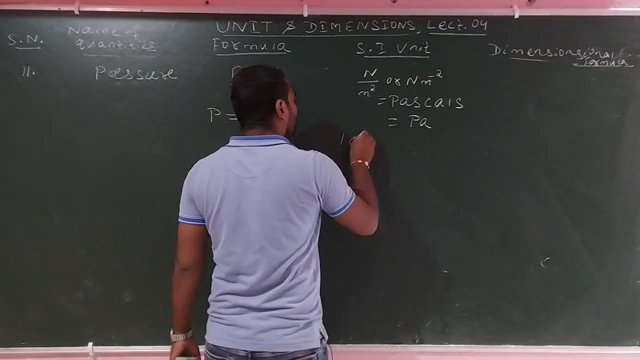 UNIT & DIMENSIONS, Lect. 04
S.N. Name of quantities Formula S.I Unit Dimensional Formula
11. Pressure P N/m² or Nm⁻²
= Pascals
P = = Pa
1